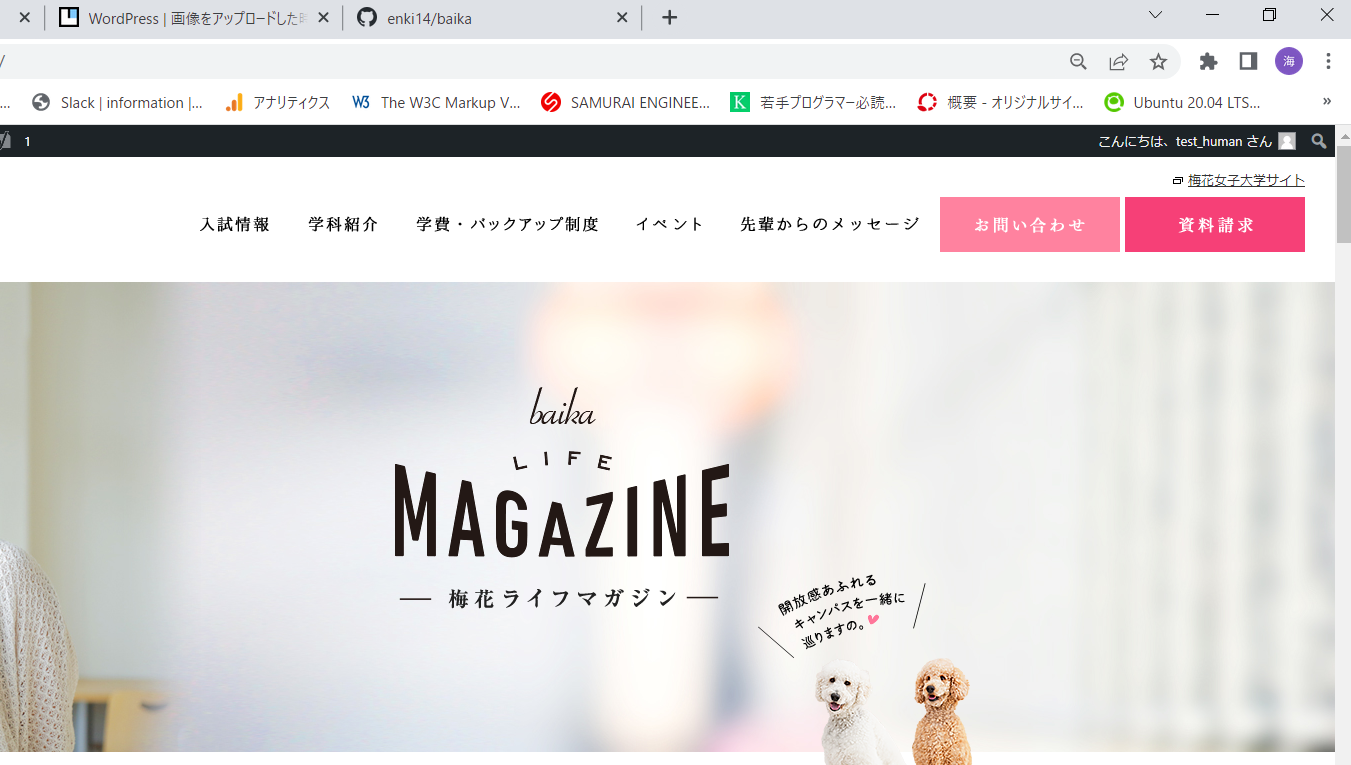 WordPress | 画像をアップロードした時
enki14/baika
/
海
... Slack | information |... アナリティクス W3 The W3C Markup V... SAMURAI ENGINEE... K 若手プログラマー必読... 概要 - オリジナルサイ... Ubuntu 20.04 LTS... »
1 こんにちは、test_human さん
梅花女子大学サイト
入試情報 学科紹介 学費・バックアップ制度 イベント 先輩からのメッセージ お問い合わせ 資料請求
baika
LIFE
MAGAZINE
梅花ライフマガジン
開放感あふれる
キャンパスを一緒に
巡りますの。